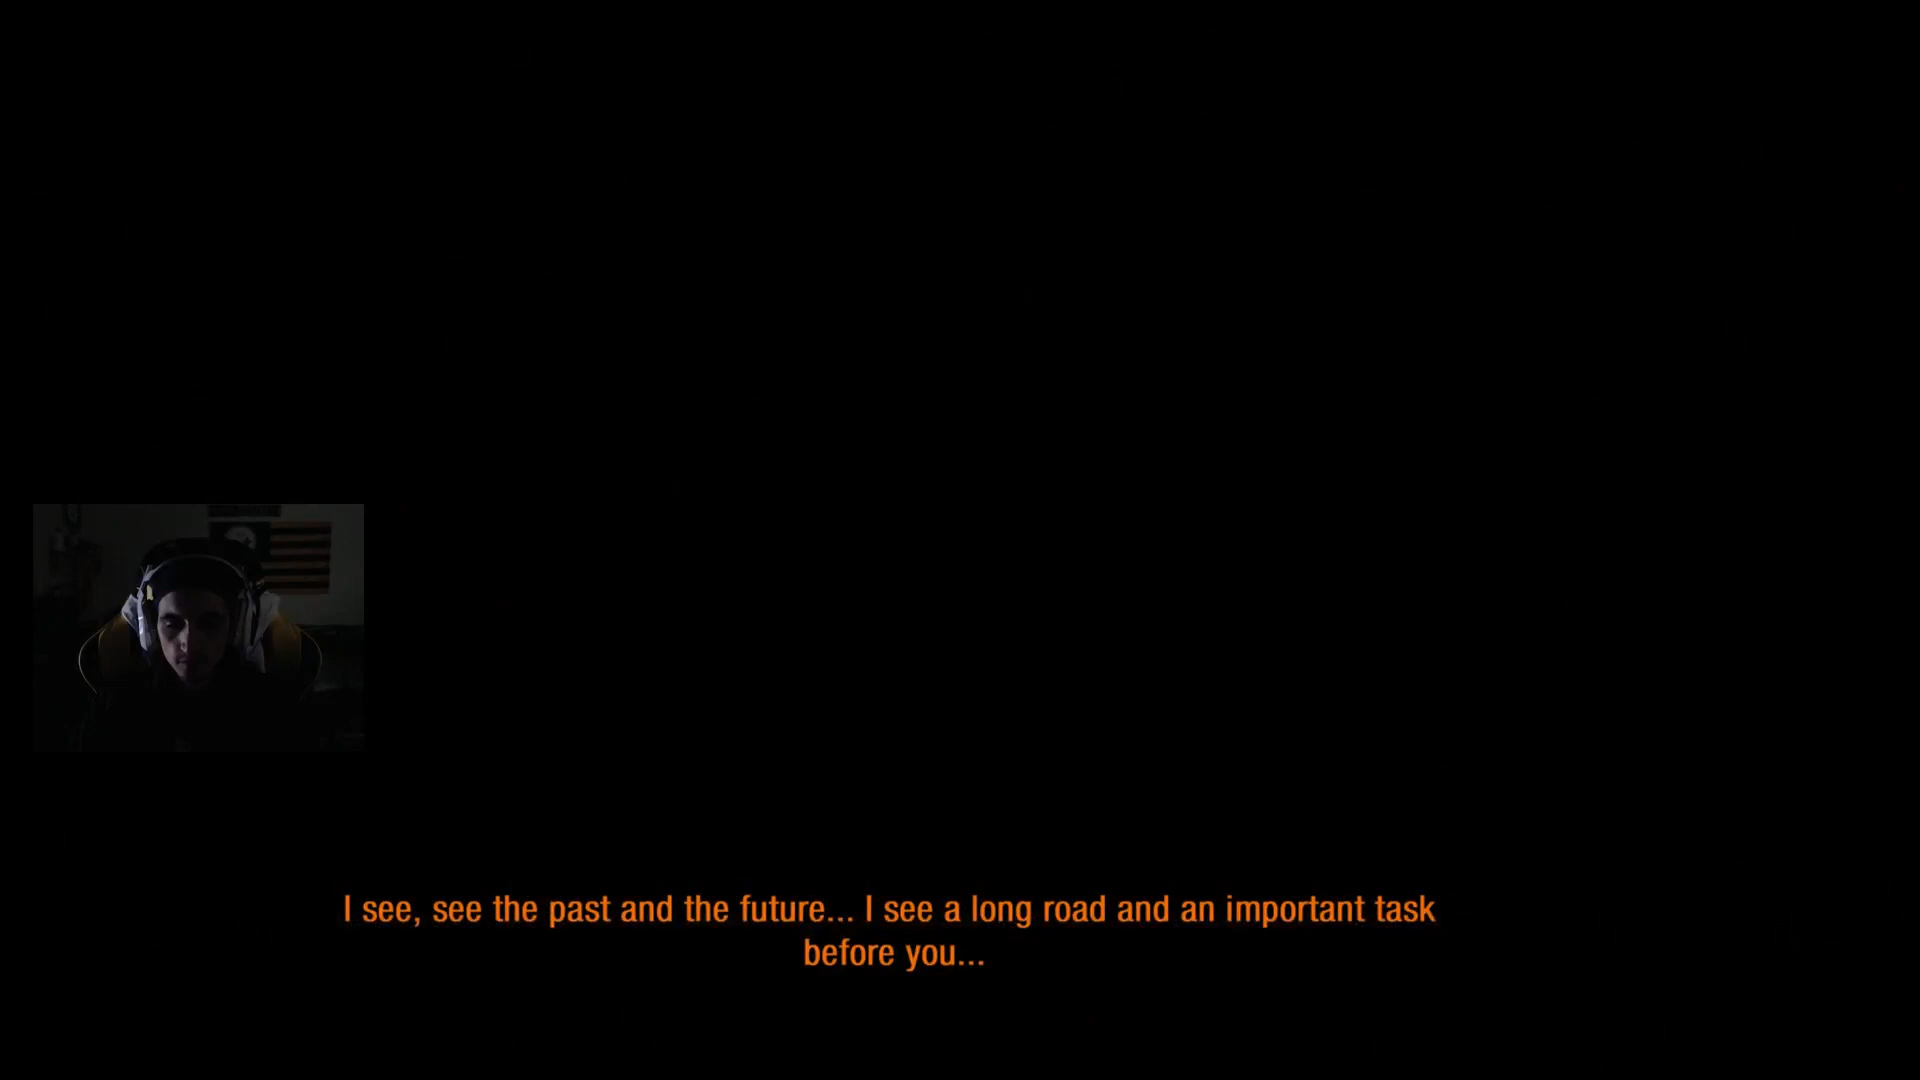 I see, see the past and the future... I see a long road and an important task
before you...